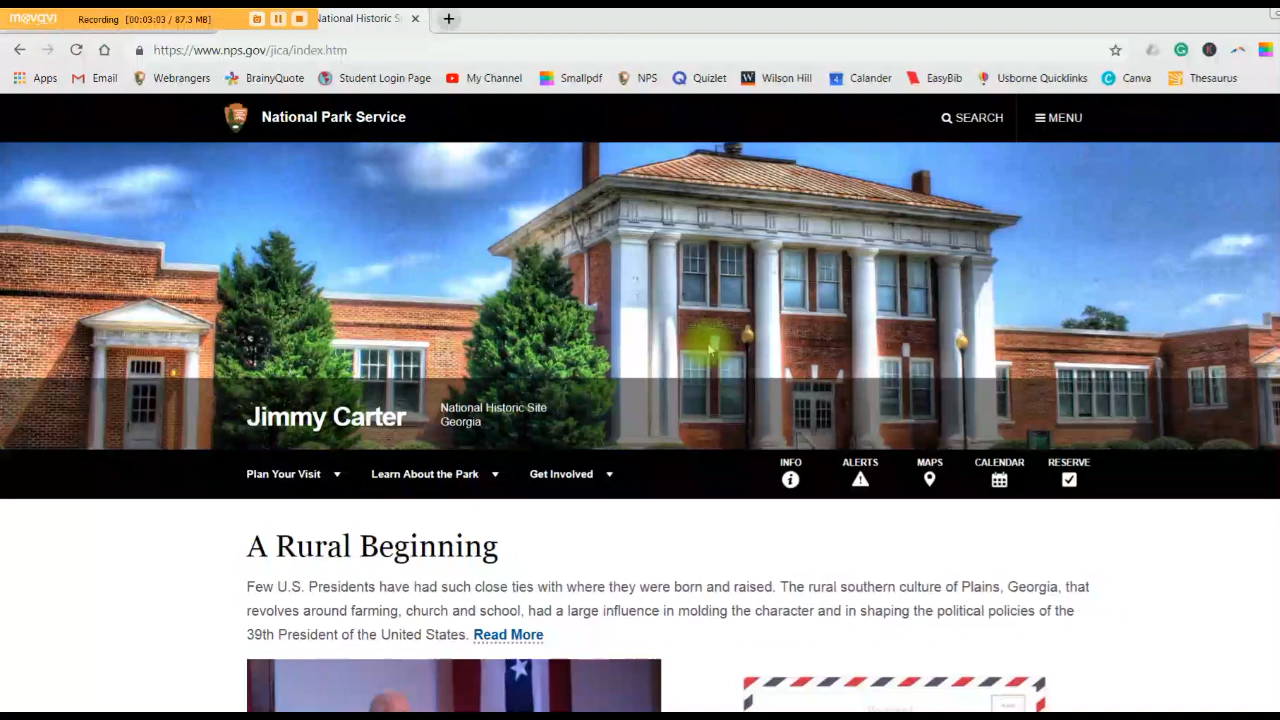 movavi Recording [00:03:03 / 87.3 MB]
National Historic S
https://www.nps.gov/jica/index.htm
Apps Email Webrangers BrainyQuote Student Login Page My Channel Smallpdf NPS Quizlet Wilson Hill Calander EasyBib Usborne Quicklinks Canva Thesaurus
National Park Service SEARCH MENU
Jimmy Carter
National Historic Site
Georgia
Plan Your Visit Learn About the Park Get Involved INFO ALERTS MAPS CALENDAR RESERVE
A Rural Beginning
Few U.S. Presidents have had such close ties with where they were born and raised. The rural southern culture of Plains, Georgia, that
revolves around farming, church and school, had a large influence in molding the character and in shaping the political policies of the
39th President of the United States. Read More